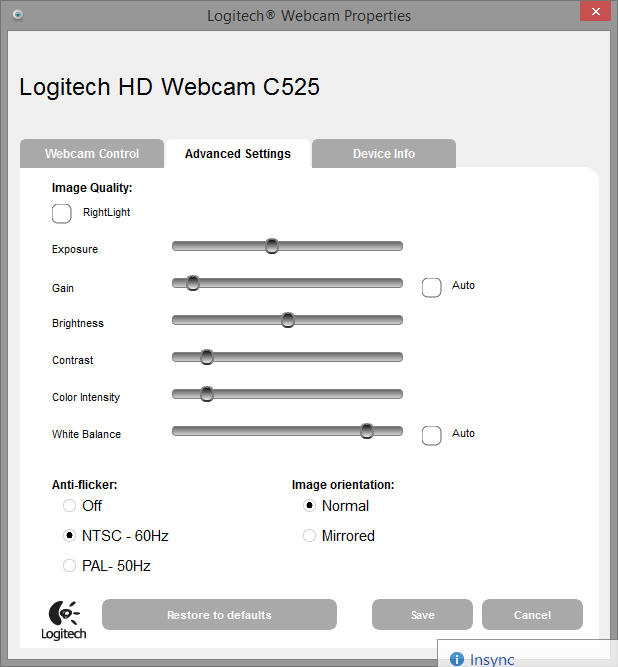 Logitech® Webcam Properties
Logitech HD Webcam C525
Webcam Control
Advanced Settings
Device Info
Image Quality:
RightLight
Exposure
Gain
Auto
Brightness
Contrast
Color Intensity
White Balance
Auto
Anti-flicker:
Image orientation:
Off
Normal
NTSC - 60Hz
Mirrored
PAL- 50Hz
Logitech
Restore to defaults
Save
Cancel
Insync